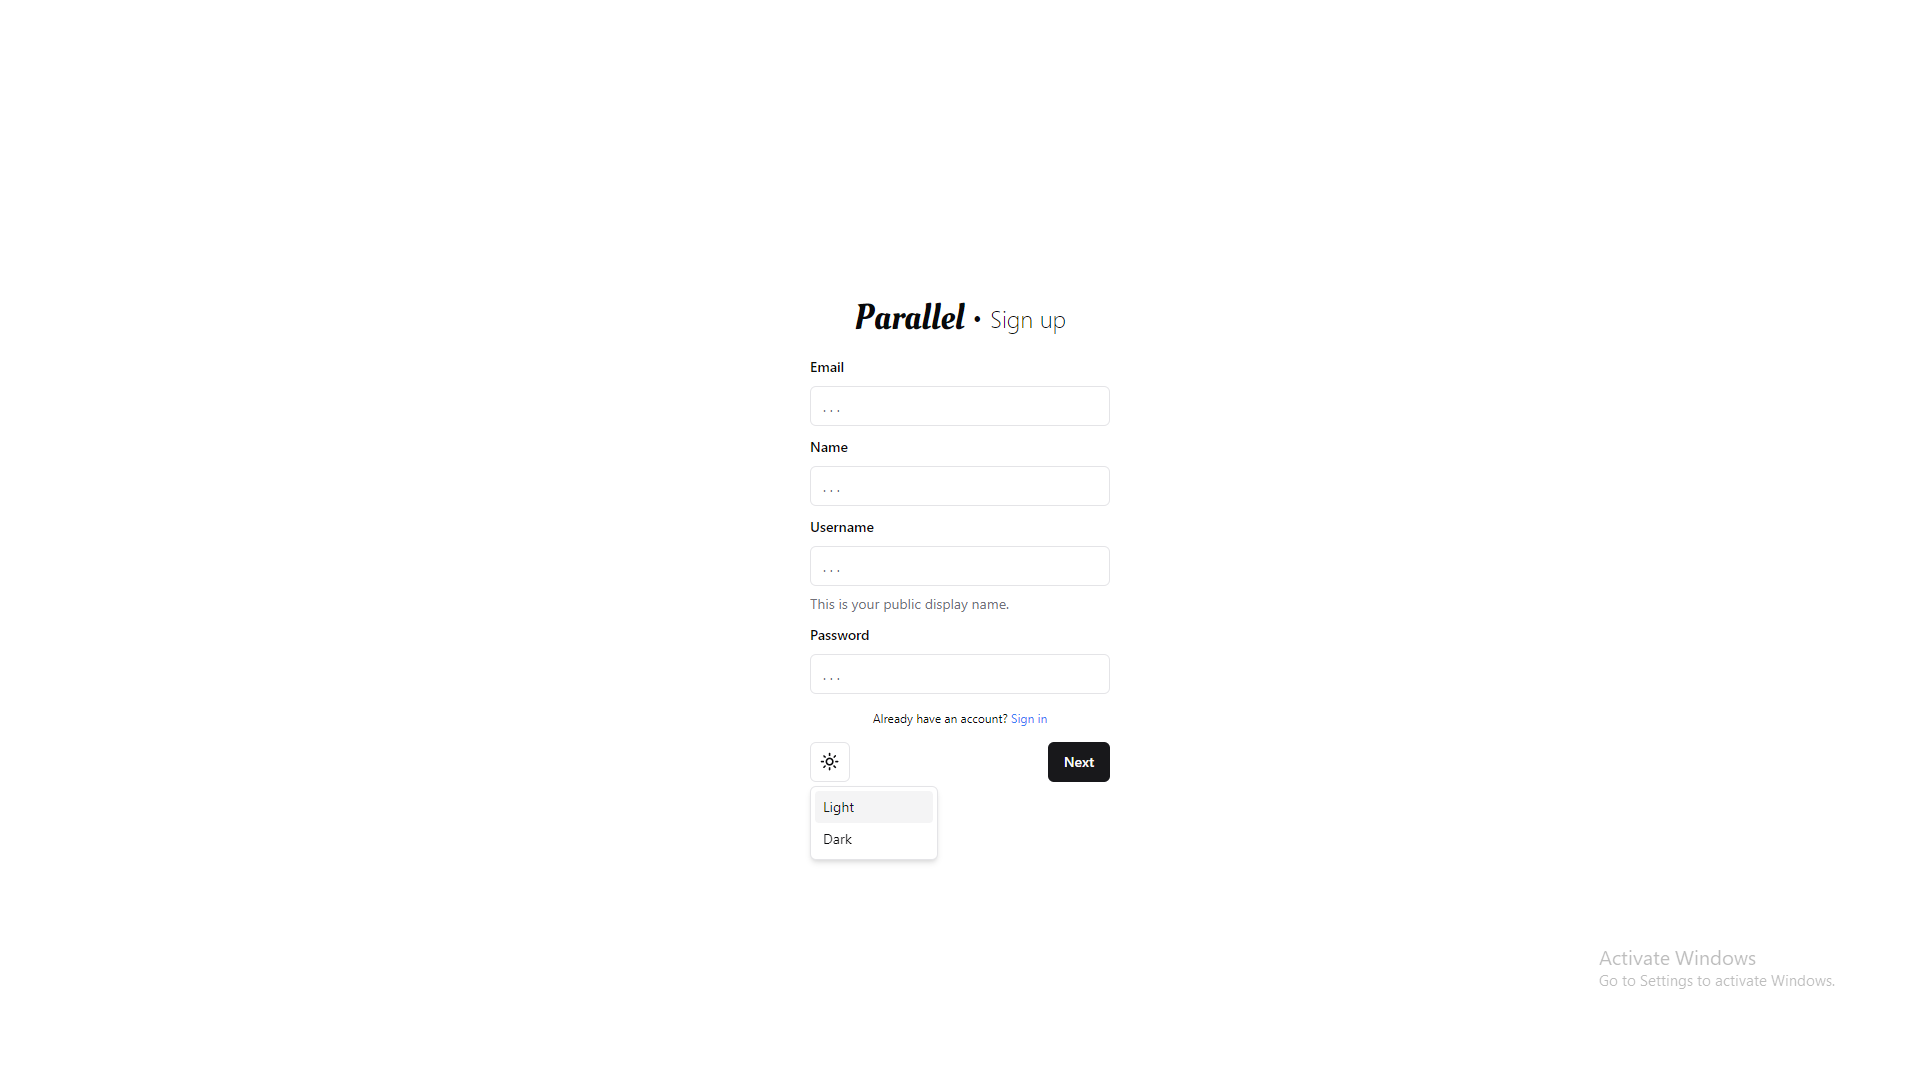 Parallel • Sign up
Email
...
Name
...
Username
...
This is your public display name.
Password
...
Already have an account? Sign in
Next
Light
Dark
Activate Windows
Go to Settings to activate Windows.